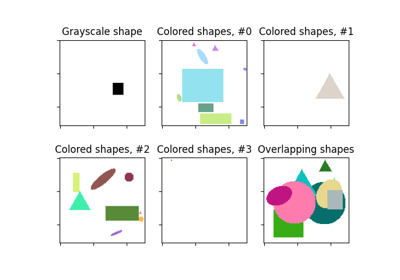 Grayscale shape
Colored shapes, #0
Colored shapes, #1
Colored shapes, #2
Colored shapes, #3
Overlapping shapes